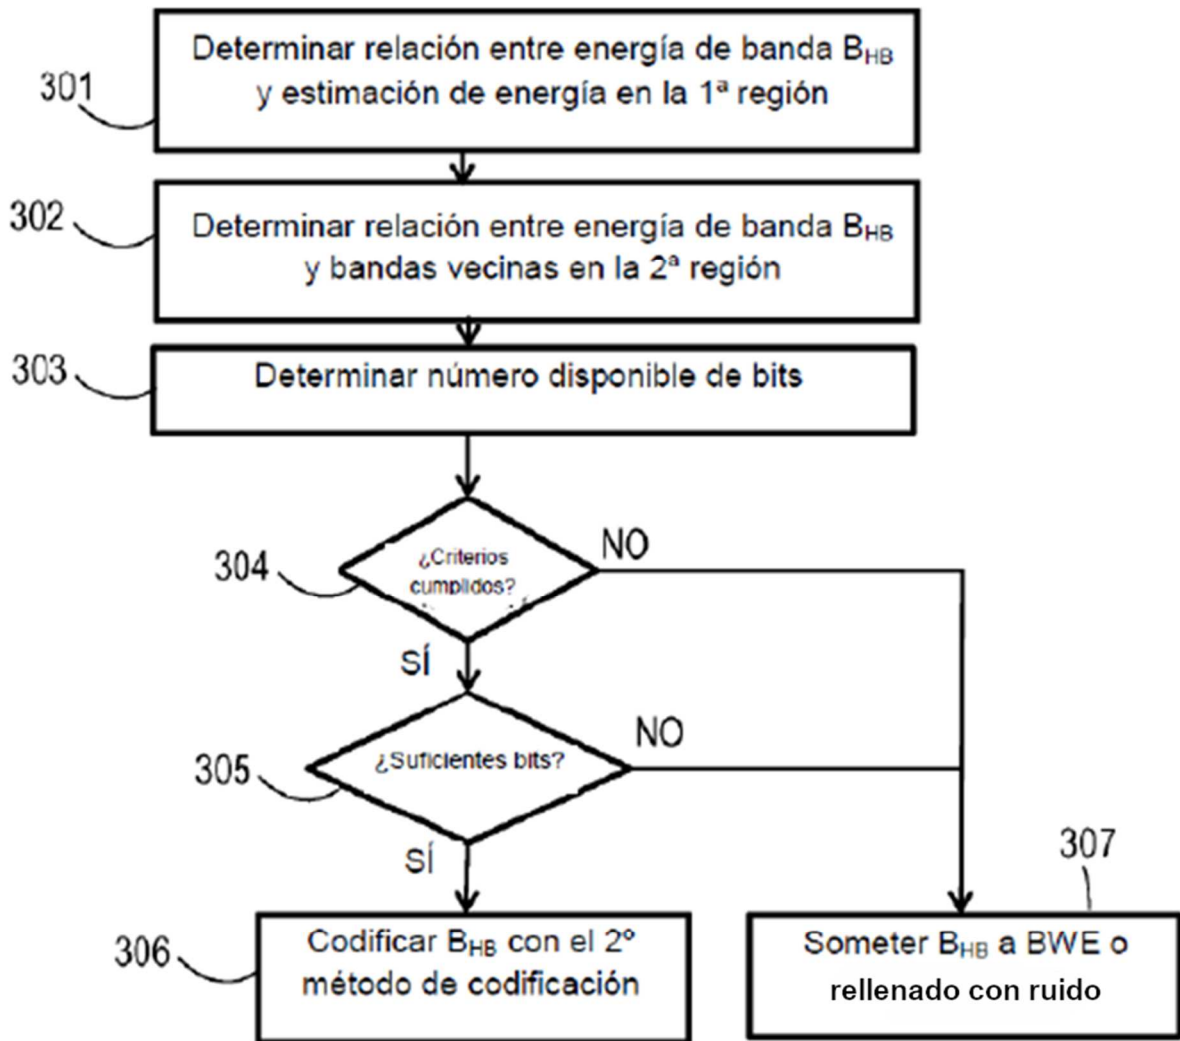 Determinar relación entre energía de banda B_HB
y estimación de energía en la 1ª región
301
Determinar relación entre energía de banda B_HB
y bandas vecinas en la 2ª región
302
Determinar número disponible de bits
303
¿Criterios
cumplidos?
304
NO
SÍ
¿Suficientes bits?
305
NO
SÍ
307
Codificar B_HB con el 2º
método de codificación
306
Someter B_HB a BWE o
rellenado con ruido